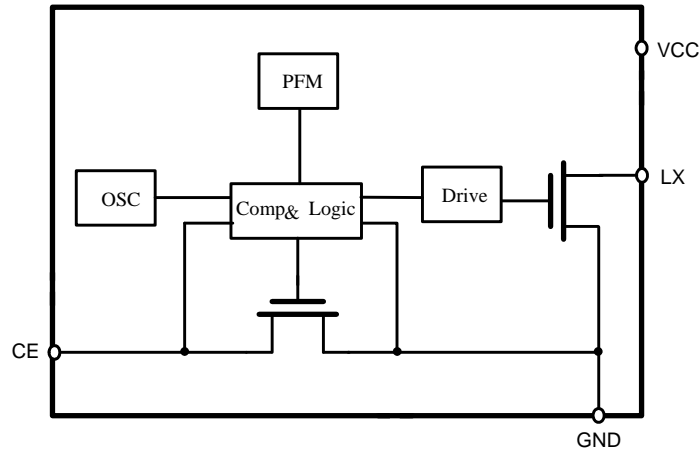 VCC
PFM
LX
OSC
Comp& Logic
Drive
CE
GND